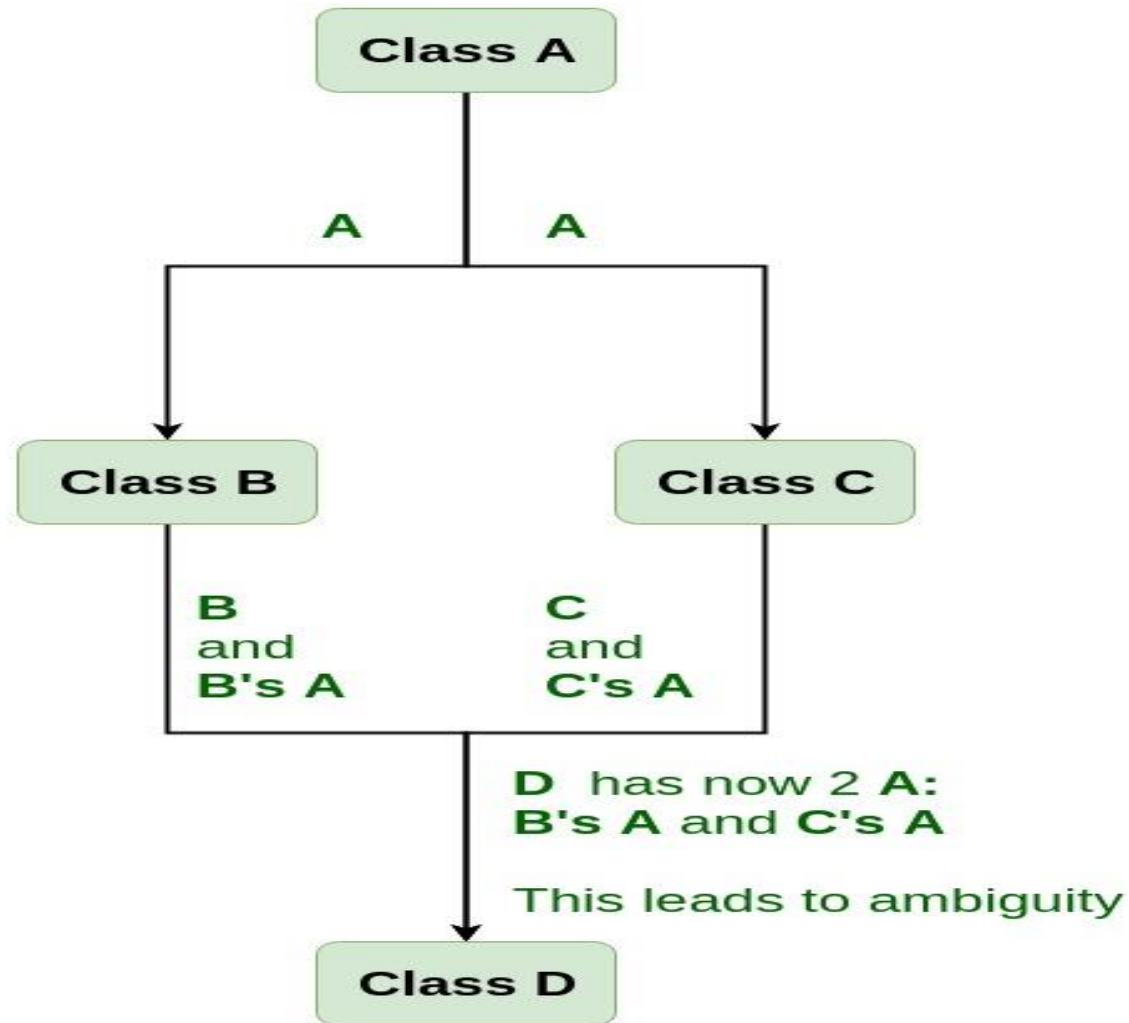 Class A
A
A
Class B
Class C
B
and
B's A
C
and
C's A
D has now 2 A:
B's A and C's A
This leads to ambiguity
Class D